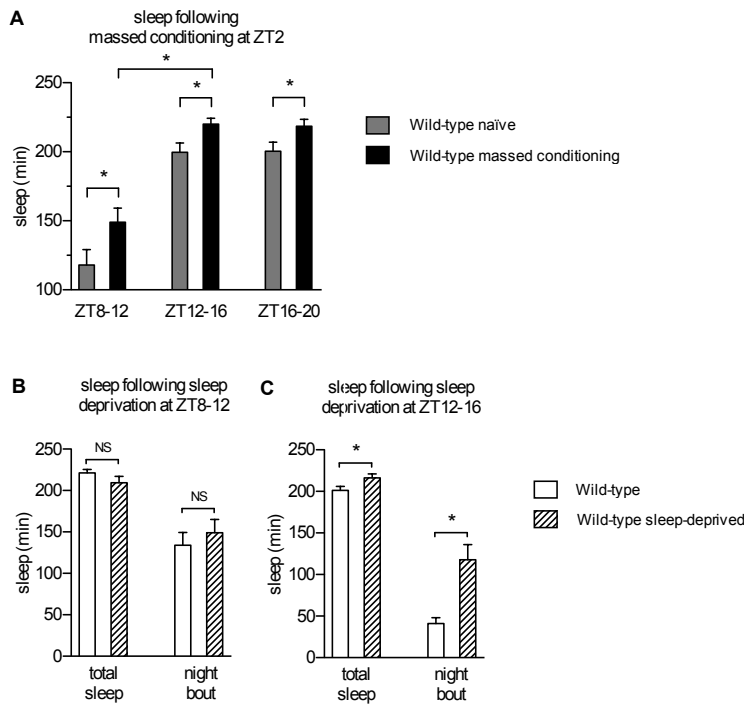 A
sleep following
massed conditioning at ZT2
*
*
*
*
250
200
150
100
sleep (min)
ZT8-12
ZT12-16
ZT16-20
Wild-type naïve
Wild-type massed conditioning
B
sleep following sleep
deprivation at ZT8-12
NS
NS
250
200
150
100
50
0
sleep (min)
total
sleep
night
bout
C
sleep following sleep
deprivation at ZT12-16
*
*
250
200
150
100
50
0
sleep (min)
total
sleep
night
bout
Wild-type
Wild-type sleep-deprived